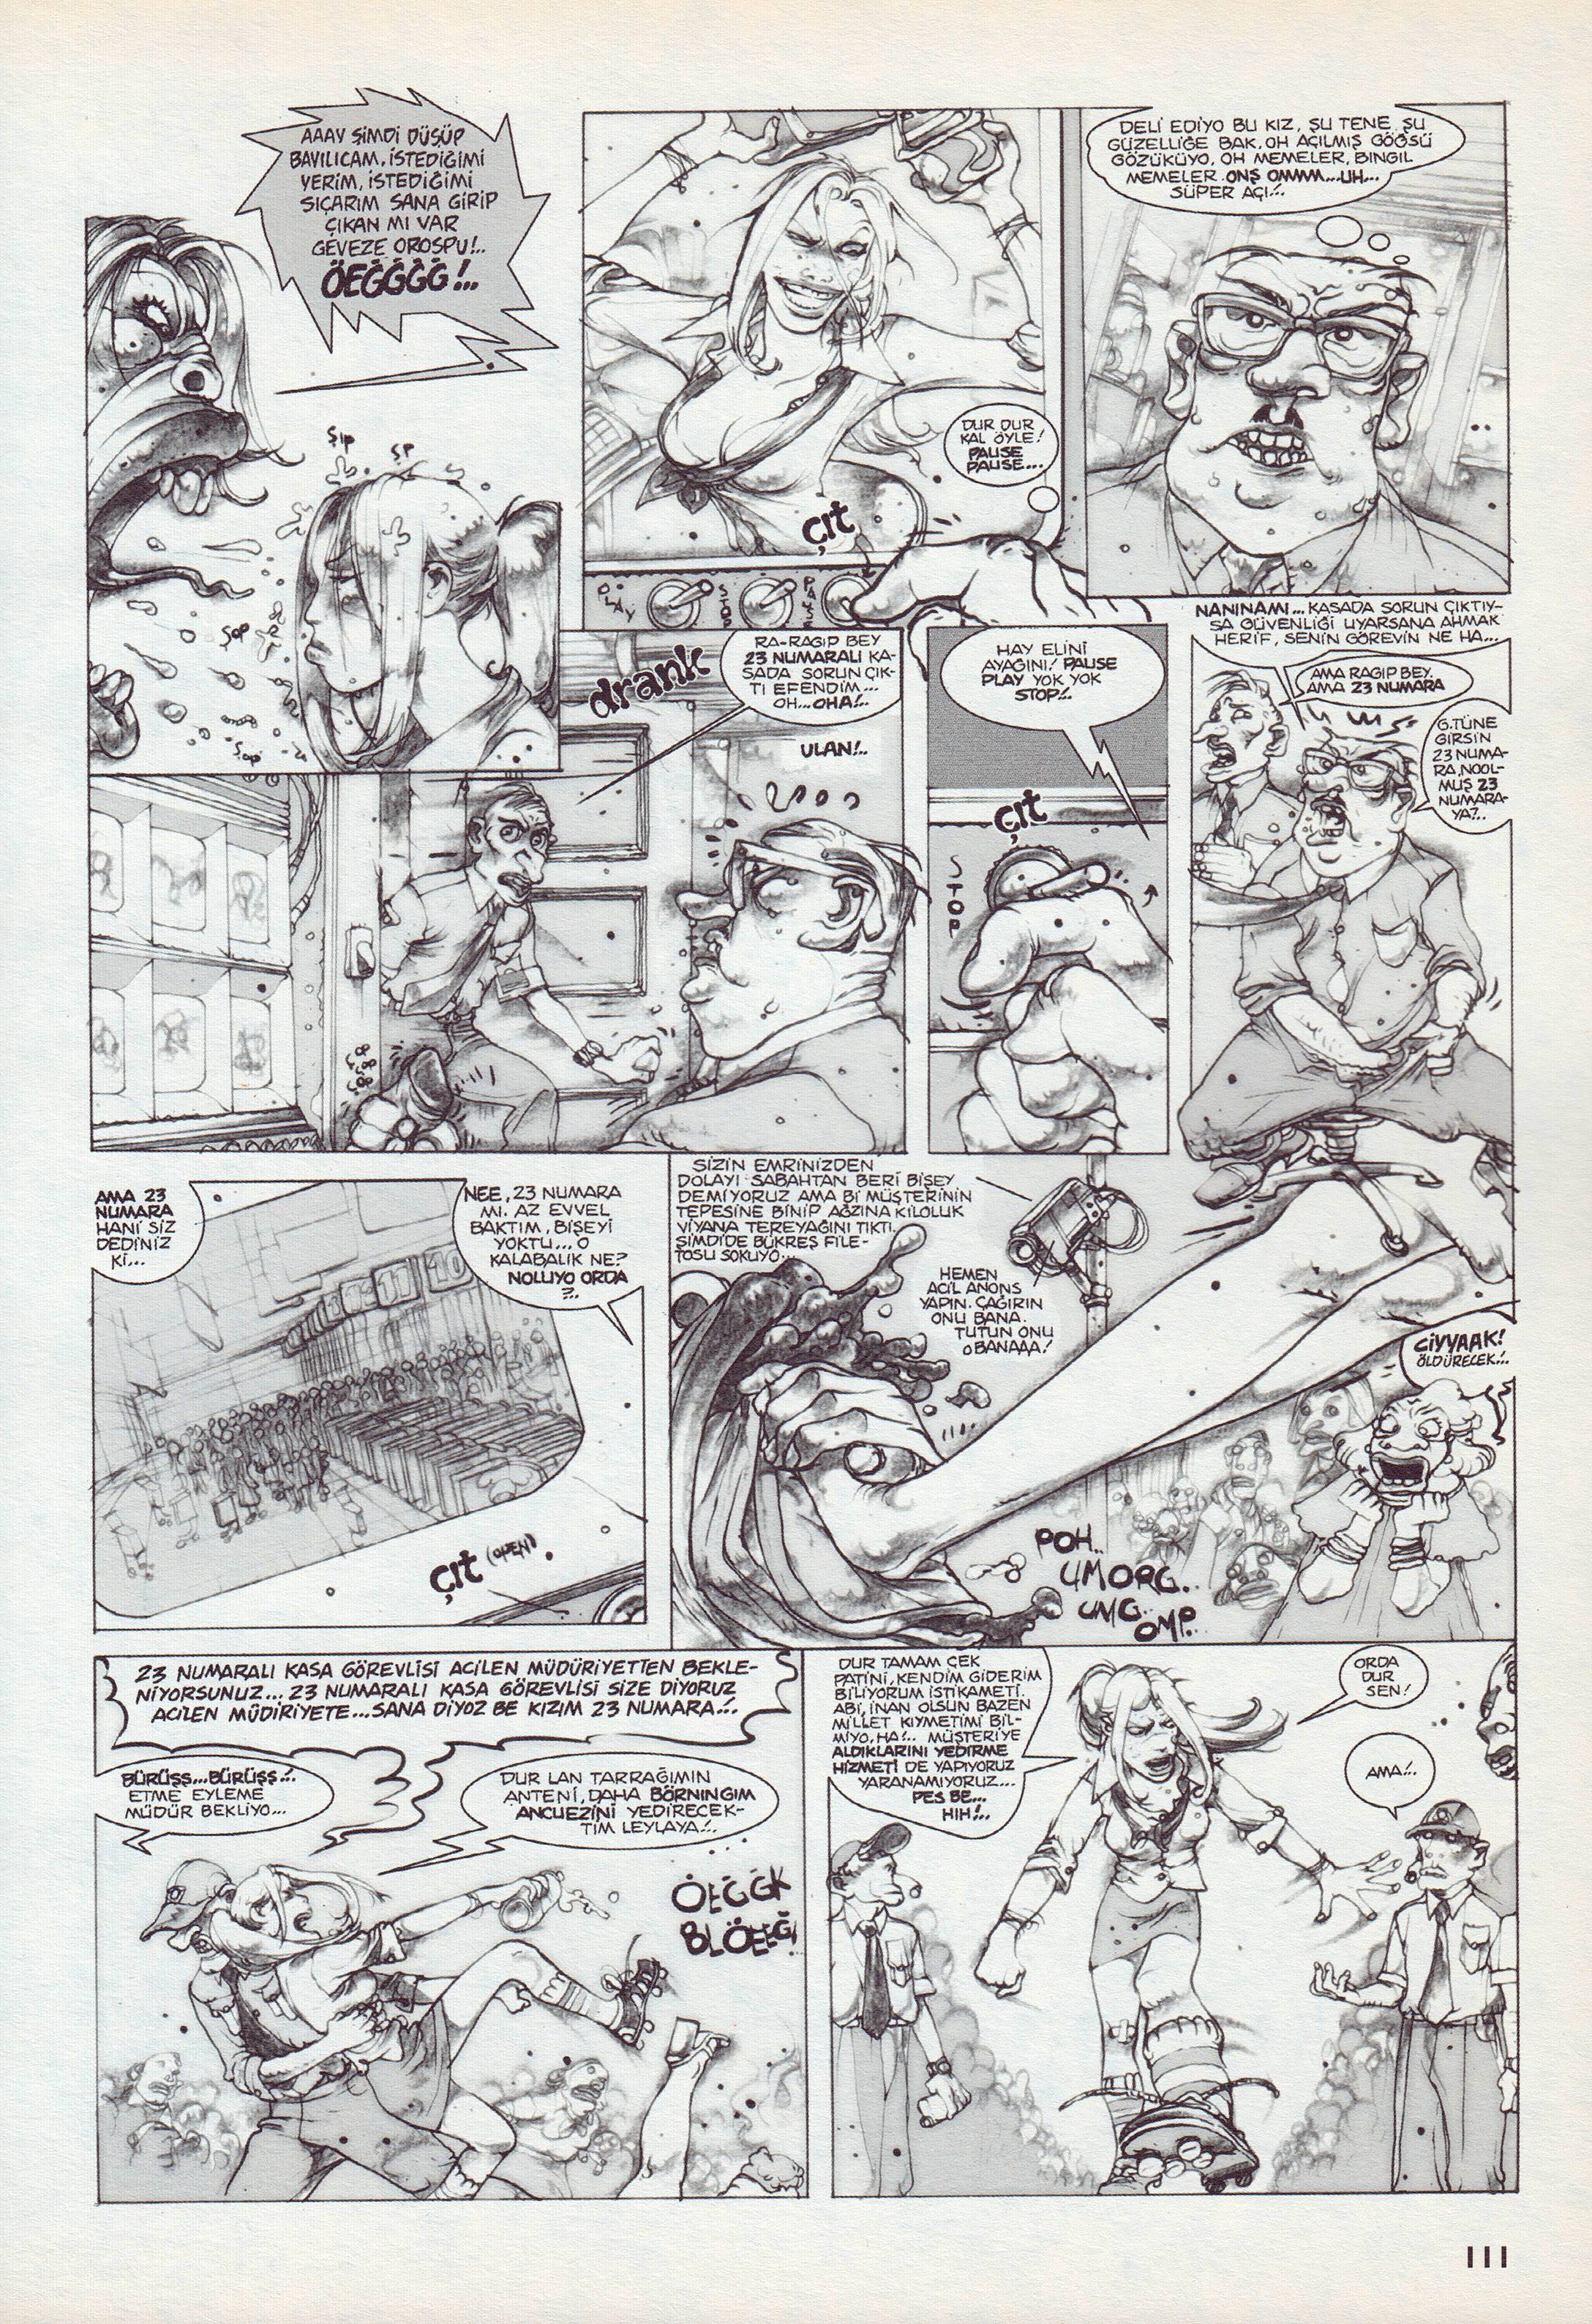 AAAY ŞİMDİ DÜŞÜP
BAYILICAM, İSTEDİĞİMİ
YERİM, İSTEDİĞİMİ
SIÇARIM SANA GİRİP
ÇIKAN MI VAR
GEVEZE OROSPU!..
ÖEĞĞĞĞ!...
ŞIP
ŞP
ŞOP
ŞOP
DUR DUR
KAL ÖYLE!
PAUSE
PAUSE...
ÇIT
PLAY
STOP
PAUSE
DELİ EDİYO BU KIZ, ŞU TENE, ŞU
GÜZELLİĞE BAK, OH AÇILMIŞ GÖĞSÜ
GÖZÜKÜYO, OH MEMELER, BINGIL
MEMELER ONŞ OMMM...UH...
SÜPER AÇI!..
drank
RA-RAGIP BEY
23 NUMARALI KA-
SADA SORUN ÇIK-
TI EFENDİM...
OH...OHA!..
ULAN!..
ÇOP
ÇOP
ÇOP
HAY ELİNİ
AYAĞINI! PAUSE
PLAY YOK YOK
STOP!..
ÇIT
STOP
NANINAMI... KASADA SORUN ÇIKTIY-
SA GÜVENLİĞİ UYARSANA AHMAK
HERİF, SENİN GÖREVİN NE HA...
AMA RAGIP BEY,
AMA 23 NUMARA
G.TÜNE
GİRSİN
23 NUMA-
RA, NOOL-
MUŞ 23
NUMARA-
YA?..
AMA 23
NUMARA
HANİ SİZ
DEDİNİZ
Kİ...
NEE, 23 NUMARA
MI. AZ EVVEL
BAKTIM, BİŞEYİ
YOKTU... O
KALABALIK NE?
NOLUYO ORDA
?..
11 10
ÇIT (OPEN)
SİZİN EMRİNİZDEN
DOLAYI SABAHTAN BERİ BİŞEY
DEMİYORUZ AMA Bİ MÜŞTERİNİN
TEPESİNE BİNİP AĞZINA KİLOLUK
VİYANA TEREYAĞINI TIKTI.
ŞİMDİ DE BÜKREŞ FİLE-
TOSU SOKUYO...
HEMEN
ACİL ANONS
YAPIN. ÇAĞIRIN
ONU BANA.
TUTUN ONU
OBANAAA!
CİYYAAK!
ÖLDÜRECEK!..
POH..
UMORG..
UMG..
OMP..
23 NUMARALI KASA GÖREVLİSİ ACİLEN MÜDÜRİYETTEN BEKLE-
NİYORSUNUZ... 23 NUMARALI KASA GÖREVLİSİ SİZE DİYORUZ
ACİLEN MÜDİRİYETE...SANA DİYOZ BE KIZIM 23 NUMARA!..
BÜRÜŞŞ...BÜRÜŞŞ!..
ETME EYLEME
MÜDÜR BEKLİYO...
DUR LAN TARRAĞIMIN
ANTENİ, DAHA BÖRNINGIM
ANCUEZİNİ YEDİRECEK-
TİM LEYLAYA!..
ÖEĞĞK
BLÖEEĞ!
DUR TAMAM ÇEK
PATİNİ, KENDİM GİDERİM
BİLİYORUM İSTİKAMETİ.
ABİ, İNAN OLSUN BAZEN
MİLLET KIYMETİMİ BİL-
MİYO, HA!.. MÜŞTERİYE
ALDIKLARINI YEDİRME
HİZMETİ DE YAPIYORUZ
YARANAMIYORUZ...
PES BE...
HIH!..
ORDA
DUR
SEN!
AMA!..
111